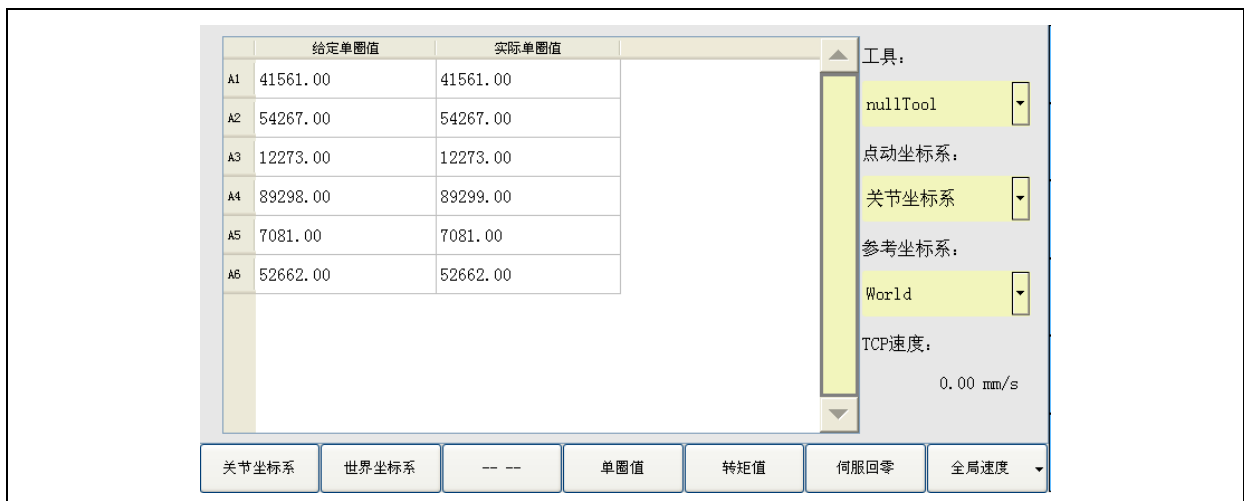 给定单圈值 实际单圈值
A1 41561.00 41561.00
A2 54267.00 54267.00
A3 12273.00 12273.00
A4 89298.00 89299.00
A5 7081.00 7081.00
A6 52662.00 52662.00
工具：
nullTool
点动坐标系：
关节坐标系
参考坐标系：
World
TCP速度：
0.00 mm/s
关节坐标系 世界坐标系 -- -- 单圈值 转矩值 伺服回零 全局速度